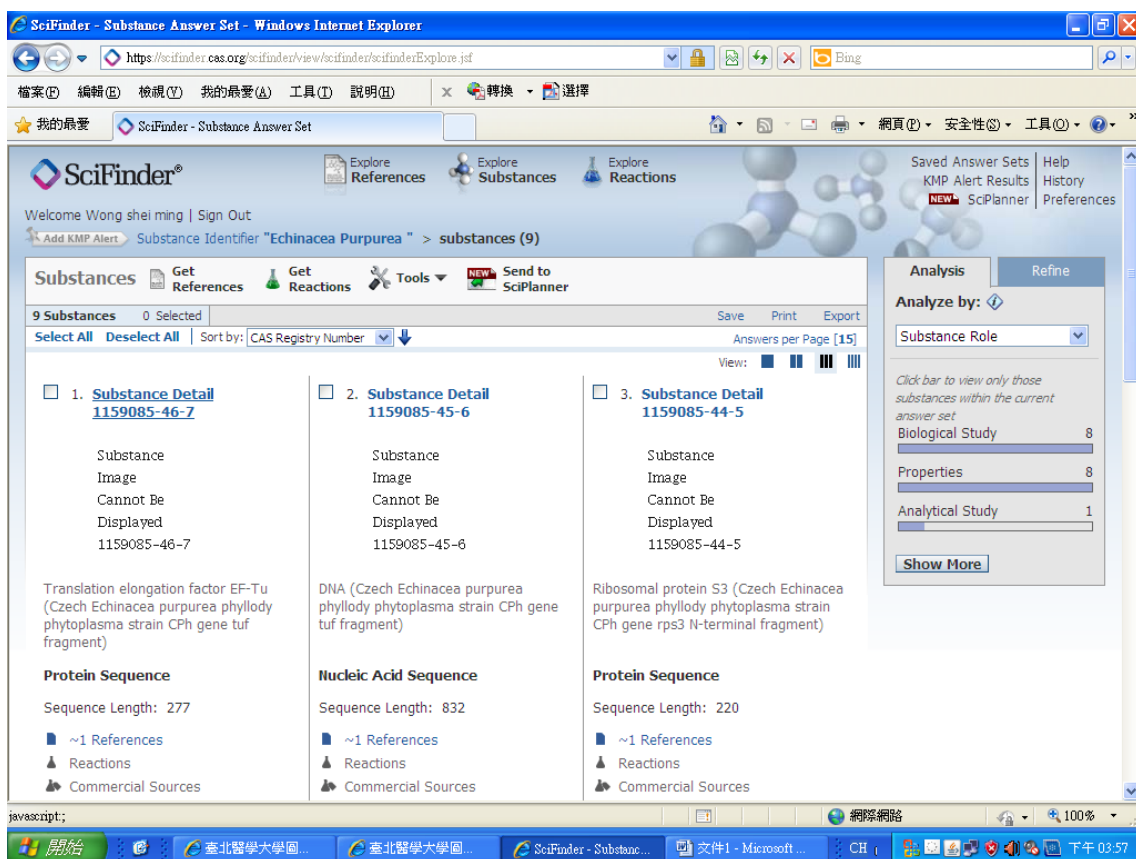 SciFinder - Substance Answer Set - Windows Internet Explorer
https://scifinder.cas.org/scifinder/view/scifinder/scifinderExplore.jsf
Bing
檔案(F) 編輯(E) 檢視(V) 我的最愛(A) 工具(T) 說明(H) x 轉換 選擇
我的最愛 SciFinder - Substance Answer Set 網頁(P) 安全性(S) 工具(O) »
SciFinder®
Explore References
Explore Substances
Explore Reactions
Saved Answer Sets | Help
KMP Alert Results | History
NEW SciPlanner | Preferences
Welcome Wong shei ming | Sign Out
Add KMP Alert Substance Identifier "Echinacea Purpurea " > substances (9)
Substances
Get References
Get Reactions
Tools
NEW Send to SciPlanner
9 Substances 0 Selected Save Print Export
Select All Deselect All Sort by: CAS Registry Number Answers per Page [15]
View:
1. Substance Detail
1159085-46-7
Substance
Image
Cannot Be
Displayed
1159085-46-7
Translation elongation factor EF-Tu
(Czech Echinacea purpurea phyllody
phytoplasma strain CPh gene tuf
fragment)
Protein Sequence
Sequence Length: 277
~1 References
Reactions
Commercial Sources
2. Substance Detail
1159085-45-6
Substance
Image
Cannot Be
Displayed
1159085-45-6
DNA (Czech Echinacea purpurea
phyllody phytoplasma strain CPh gene
tuf fragment)
Nucleic Acid Sequence
Sequence Length: 832
~1 References
Reactions
Commercial Sources
3. Substance Detail
1159085-44-5
Substance
Image
Cannot Be
Displayed
1159085-44-5
Ribosomal protein S3 (Czech Echinacea
purpurea phyllody phytoplasma strain
CPh gene rps3 N-terminal fragment)
Protein Sequence
Sequence Length: 220
~1 References
Reactions
Commercial Sources
Analysis Refine
Analyze by:
Substance Role
Click bar to view only those
substances within the current
answer set
Biological Study 8
Properties 8
Analytical Study 1
Show More
javascript:; 網際網路 100%
開始 臺北醫學大學圖... 臺北醫學大學圖... SciFinder - Substanc... 文件1 - Microsoft ... CH 下午 03:57